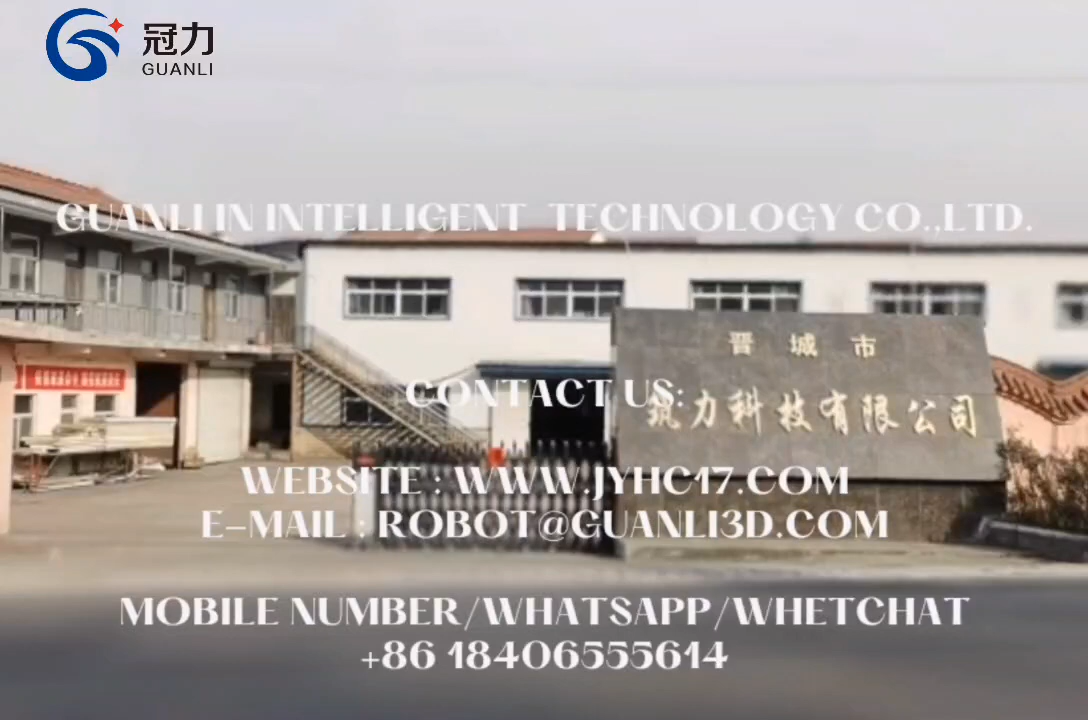 冠力
GUANLI
GUANLI IN INTELLIGENT TECHNOLOGY CO.,LTD.
晋城市
CONTACT US:
筑力科技有限公司
WEBSITE : WWW.JYHC17.COM
E-MAIL : ROBOT@GUANLI3D.COM
MOBILE NUMBER/WHATSAPP/WHETCHAT
+86 18406555614